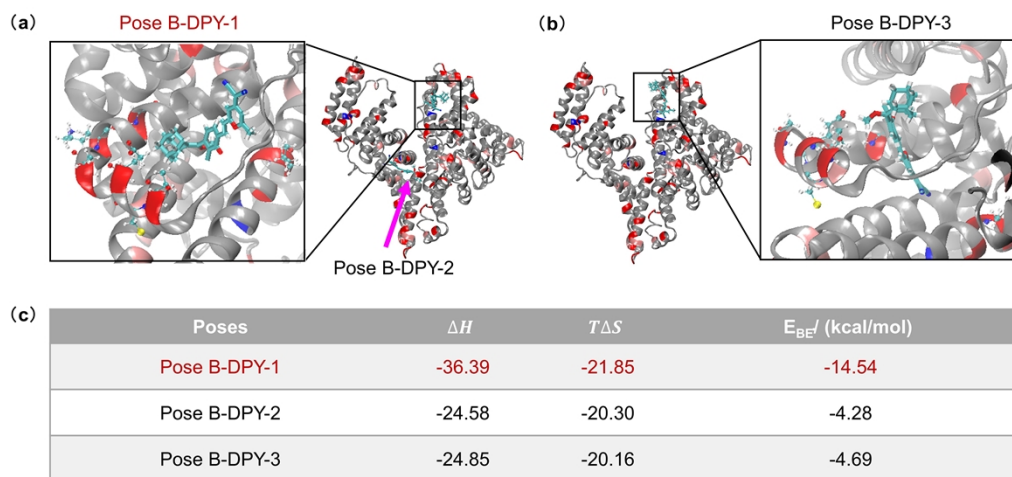 (a) Pose B-DPY-1
(b) Pose B-DPY-3
Pose B-DPY-2
(c)
Poses ΔH TΔS E_BE/ (kcal/mol)
Pose B-DPY-1 -36.39 -21.85 -14.54
Pose B-DPY-2 -24.58 -20.30 -4.28
Pose B-DPY-3 -24.85 -20.16 -4.69